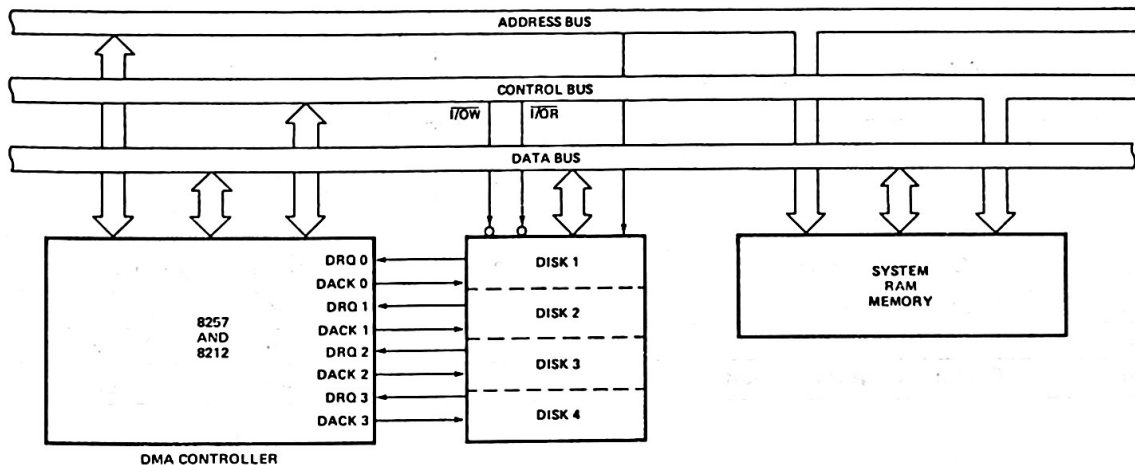 ADDRESS BUS
CONTROL BUS
I/OW
I/OR
DATA BUS
DRQ 0
DACK 0
DRQ 1
DACK 1
DRQ 2
DACK 2
DRQ 3
DACK 3
8257
AND
8212
DISK 1
DISK 2
DISK 3
DISK 4
SYSTEM
RAM
MEMORY
DMA CONTROLLER